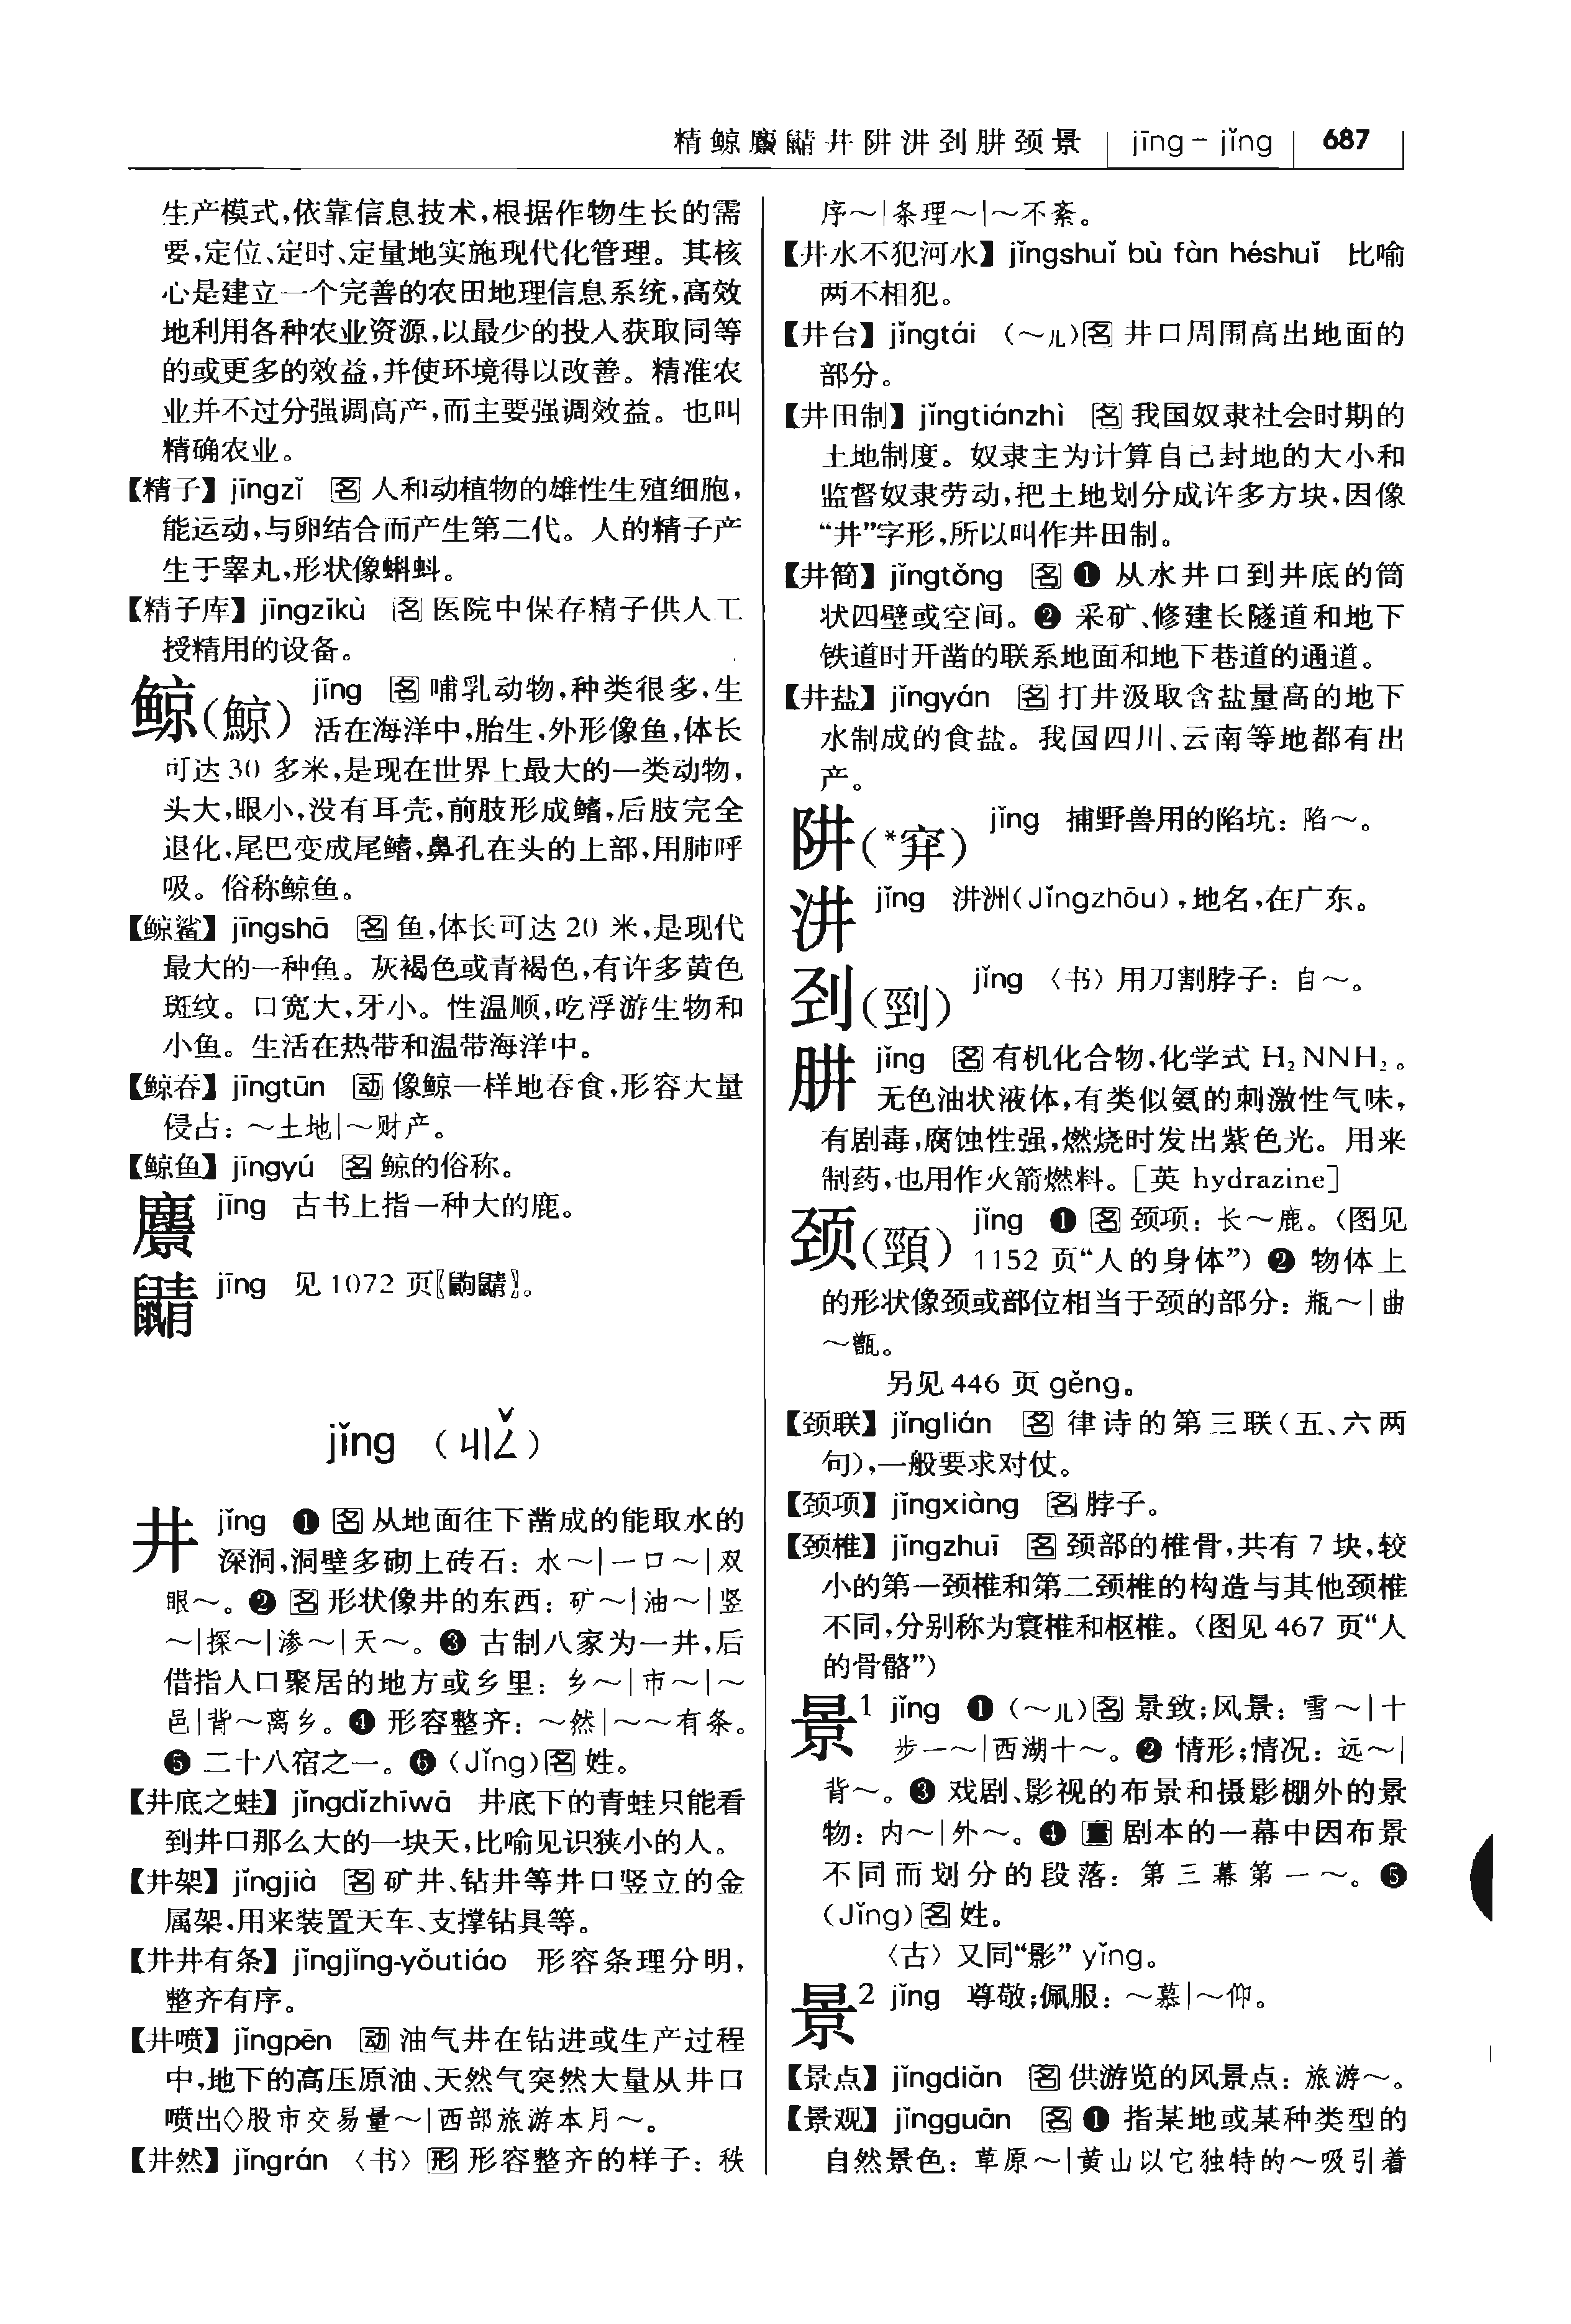 精鲸麠鼱井阱汫刭肼颈景 | jīng – jǐng | 687
生产模式,依靠信息技术,根据作物生长的需
要,定位、定时、定量地实施现代化管理。其核
心是建立一个完善的农田地理信息系统,高效
地利用各种农业资源,以最少的投入获取同等
的或更多的效益,并使环境得以改善。精准农
业并不过分强调高产,而主要强调效益。也叫
精确农业。
【精子】jīngzǐ 名 人和动植物的雄性生殖细胞,
能运动,与卵结合而产生第二代。人的精子产
生于睾丸,形状像蝌蚪。
【精子库】jīngzǐkù 名 医院中保存精子供人工
授精用的设备。
鲸(鯨) jīng 名 哺乳动物,种类很多,生
活在海洋中,胎生,外形像鱼,体长
可达 30 多米,是现在世界上最大的一类动物,
头大,眼小,没有耳壳,前肢形成鳍,后肢完全
退化,尾巴变成尾鳍,鼻孔在头的上部,用肺呼
吸。俗称鲸鱼。
【鲸鲨】jīngshā 名 鱼,体长可达 20 米,是现代
最大的一种鱼。灰褐色或青褐色,有许多黄色
斑纹。口宽大,牙小。性温顺,吃浮游生物和
小鱼。生活在热带和温带海洋中。
【鲸吞】jīngtūn 动 像鲸一样地吞食,形容大量
侵占:~土地|~财产。
【鲸鱼】jīngyú 名 鲸的俗称。
麠 jīng 古书上指一种大的鹿。
鼱 jīng 见 1072 页〖鼩鼱〗。
jǐng (ㄐㄧㄥˇ)
井 jǐng ❶ 名 从地面往下凿成的能取水的
深洞,洞壁多砌上砖石:水~|一口~|双
眼~。❷ 名 形状像井的东西:矿~|油~|竖
~|探~|渗~|天~。❸ 古制八家为一井,后
借指人口聚居的地方或乡里:乡~|市~|~
邑|背~离乡。❹ 形容整齐:~然|~~有条。
❺ 二十八宿之一。❻ (Jǐng)名 姓。
【井底之蛙】jǐngdǐzhīwā 井底下的青蛙只能看
到井口那么大的一块天,比喻见识狭小的人。
【井架】jǐngjià 名 矿井、钻井等井口竖立的金
属架,用来装置天车、支撑钻具等。
【井井有条】jǐngjǐng-yǒutiáo 形容条理分明,
整齐有序。
【井喷】jǐngpēn 动 油气井在钻进或生产过程
中,地下的高压原油、天然气突然大量从井口
喷出◇股市交易量~|西部旅游本月~。
【井然】jǐngrán 〈书〉形 形容整齐的样子:秩
序~|条理~|~不紊。
【井水不犯河水】jǐngshuǐ bù fàn héshuǐ 比喻
两不相犯。
【井台】jǐngtái (~儿)名 井口周围高出地面的
部分。
【井田制】jǐngtiánzhì 名 我国奴隶社会时期的
土地制度。奴隶主为计算自己封地的大小和
监督奴隶劳动,把土地划分成许多方块,因像
“井”字形,所以叫作井田制。
【井筒】jǐngtǒng 名 ❶ 从水井口到井底的筒
状四壁或空间。❷ 采矿、修建长隧道和地下
铁道时开凿的联系地面和地下巷道的通道。
【井盐】jǐngyán 名 打井汲取含盐量高的地下
水制成的食盐。我国四川、云南等地都有出
产。
阱(*穽) jǐng 捕野兽用的陷坑:陷~。
汫 jǐng 汫洲(Jǐngzhōu),地名,在广东。
刭(剄) jǐng 〈书〉用刀割脖子:自~。
肼 jǐng 名 有机化合物,化学式 H₂NNH₂。
无色油状液体,有类似氨的刺激性气味,
有剧毒,腐蚀性强,燃烧时发出紫色光。用来
制药,也用作火箭燃料。[英 hydrazine]
颈(頸) jǐng ❶ 名 颈项:长~鹿。(图见
1152 页“人的身体”) ❷ 物体上
的形状像颈或部位相当于颈的部分:瓶~|曲
~甑。
另见 446 页 gěng。
【颈联】jǐnglián 名 律诗的第三联(五、六两
句),一般要求对仗。
【颈项】jǐngxiàng 名 脖子。
【颈椎】jǐngzhuī 名 颈部的椎骨,共有 7 块,较
小的第一颈椎和第二颈椎的构造与其他颈椎
不同,分别称为寰椎和枢椎。(图见 467 页“人
的骨骼”)
景¹ jǐng ❶ (~儿)名 景致;风景:雪~|十
步一~|西湖十~。❷ 情形;情况:远~|
背~。❸ 戏剧、影视的布景和摄影棚外的景
物:内~|外~。❹ 量 剧本的一幕中因布景
不同而划分的段落:第三幕第一~。❺
(Jǐng)名 姓。
〈古〉又同“影” yǐng。
景² jǐng 尊敬;佩服:~慕|~仰。
【景点】jǐngdiǎn 名 供游览的风景点:旅游~。
【景观】jǐngguān 名 ❶ 指某地或某种类型的
自然景色:草原~|黄山以它独特的~吸引着